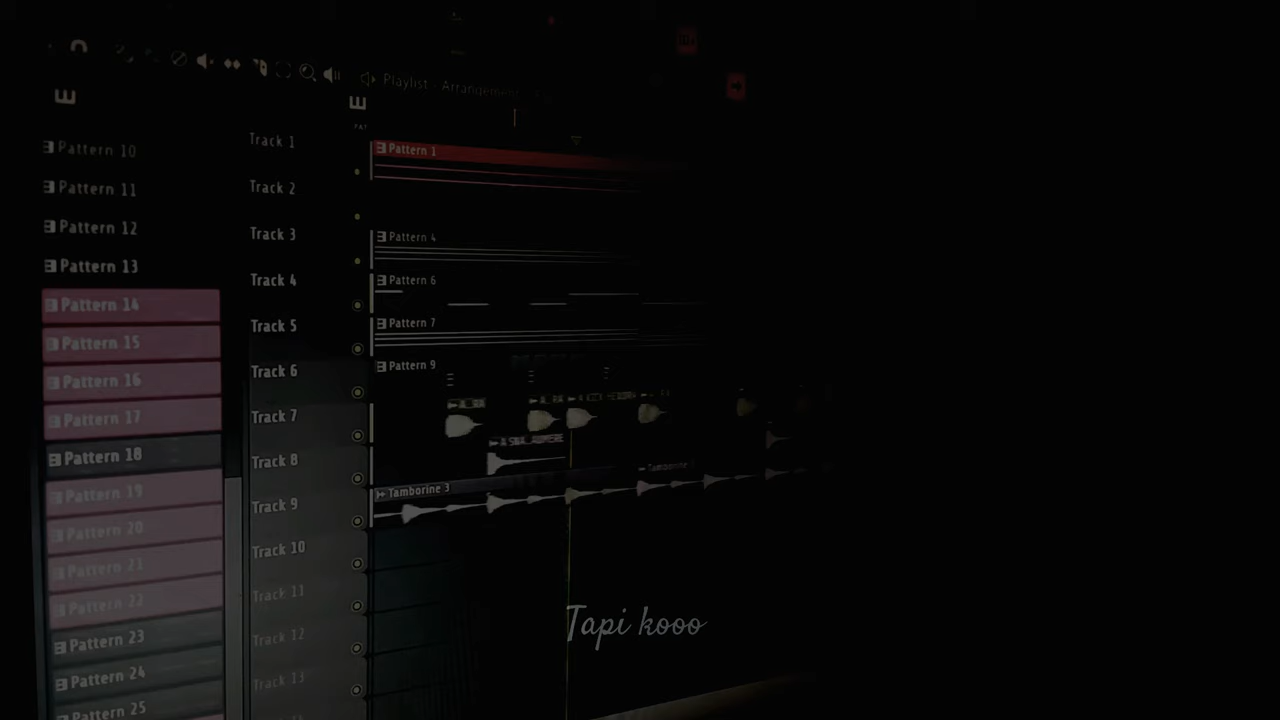 Playlist - Arrangement
Pattern 10
Pattern 11
Pattern 12
Pattern 13
Pattern 14
Pattern 15
Pattern 16
Pattern 17
Pattern 18
Pattern 19
Pattern 20
Pattern 21
Pattern 22
Pattern 23
Pattern 24
Pattern 25
Track 1
Pattern 1
Track 2
Track 3
Pattern 4
Track 4
Pattern 6
Track 5
Pattern 7
Track 6
Pattern 9
Track 7
Track 8
Track 9
Tamborine 3
Track 10
Track 11
Track 12
Track 13
Tapi kooo